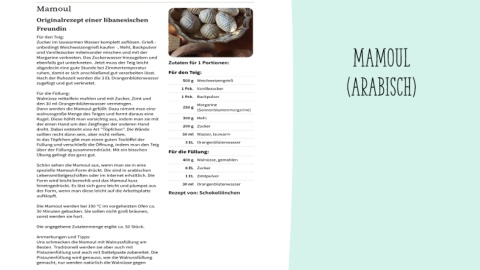 Mamoul
Originalrezept einer libanesischen
Freundin
Für den Teig:
Zucker im lauwarmen Wasser komplett auflösen. Grieß -
unbedingt Weichweizengrieß kaufen - , Mehl, Backpulver
und Vanillezucker miteinander mischen und mit der
Margarine verkneten. Das Zuckerwasser hinzugeben und
ebenfalls gut unterkneten. Jetzt muss der Teig leicht
abgedeckt eine gute Stunde bei Zimmertemperatur
ruhen, damit er sich anschließend gut verarbeiten lässt.
Nach der Ruhezeit werden die 3 EL Orangenblütenwasser
zugefügt und gut verknetet.
Für die Füllung:
Walnüsse mittelfein mahlen und mit Zucker, Zimt und
den 30 ml Orangenblütenwasser vermengen.
Dann werden die Mamoul gefüllt. Dazu nimmt man eine
walnussgroße Menge des Teiges und formt daraus eine
Kugel. Diese höhlt man vorsichtig aus, indem man sie mit
der einen Hand um den Zeigfinger der anderen Hand
dreht. Dabei entsteht eine Art "Töpfchen". Die Wände
sollten recht dünn sein, aber nicht reißen.
In das Töpfchen gibt man einen guten Teelöffel der
Füllung und verschließt die Öffnung, indem man den Teig
über der Füllung zusammendrückt. Mit ein bisschen
Übung gelingt das ganz gut.
Schön sehen die Mamoul aus, wenn man sie in eine
spezielle Mamoul-Form drückt. Die sind in arabischen
Lebensmittelgeschäften oder im Internet erhältlich. Die
Form wird leicht bemehlt und das Mamoul kurz
hineingedrückt. Es löst sich ganz leicht und plumpst aus
der Form, wenn man diese leicht auf die Arbeitsplatte
aufklopft.
Die Mamoul werden bei 200 °C im vorgeheizten Ofen ca.
30 Minuten gebacken. Sie sollen nicht groß bräunen,
sonst werden sie hart.
Die angegebene Zutatenmenge ergibt ca. 50 Stück.
Anmerkungen und Tipps:
Uns schmecken die Mamoul mit Walnussfüllung am
Besten. Traditionell werden sie aber auch mit
Pistazienfüllung und auch mit Dattelpaste zubereitet. Die
Pistazienfüllung wird genauso, wie die Walnussfüllung
gemacht, nur werden natürlich die Walnüsse gegen
Zutaten für 1 Portionen:
Für den Teig:
500 g Weichweizengrieß
1 Pck. Vanillezucker
1 Pck. Backpulver
250 g Margarine
(Sonnenblumenmargarine)
300 g Mehl
200 g Zucker
50 ml Wasser, lauwarm
3 EL Orangenblütenwasser
Für die Füllung:
400 g Walnüsse, gemahlen
8 EL Zucker
1 EL Zimtpulver
30 ml Orangenblütenwasser
Rezept von: Schokolinchen
MAMOUL
(ARABISCH)